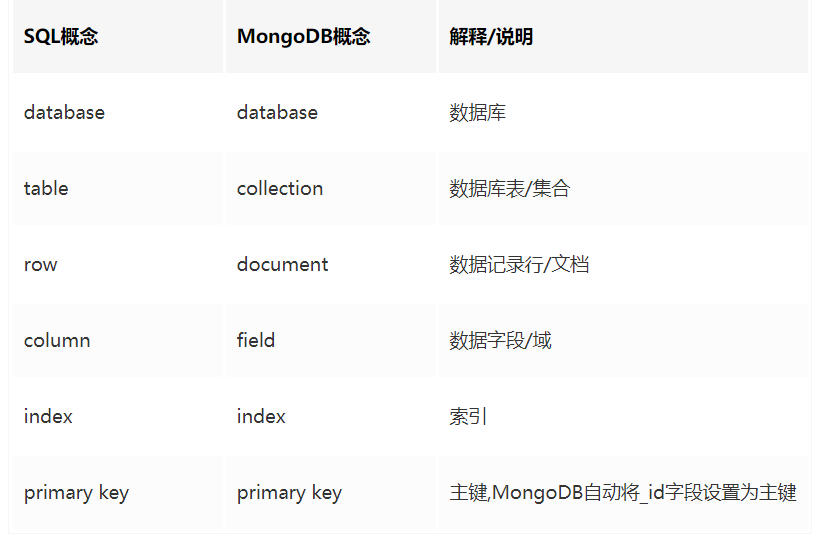 SQL概念 MongoDB概念 解释/说明
database database 数据库
table collection 数据库表/集合
row document 数据记录行/文档
column field 数据字段/域
index index 索引
primary key primary key 主键,MongoDB自动将_id字段设置为主键